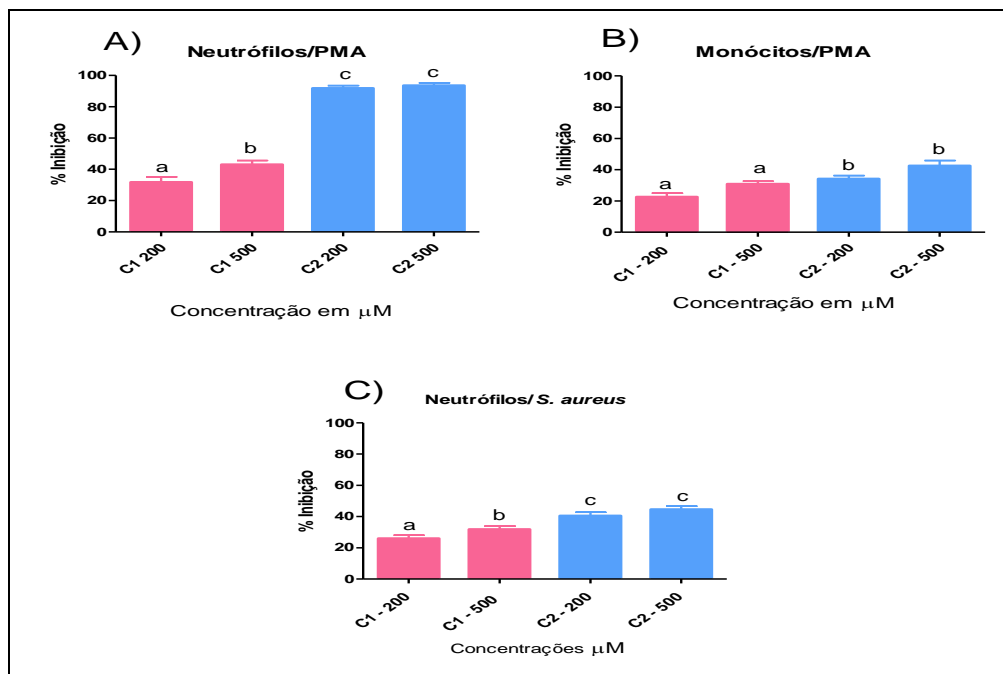 A)
Neutrófilos/PMA
c c
100
80
60
40
20
0
% Inibição
a
b
C1 200
C1 500
C2 200
C2 500
Concentração em μM
B)
Monócitos/PMA
100
80
60
40
20
0
% Inibição
a
a
b
b
C1 - 200
C1 - 500
C2 - 200
C2 - 500
Concentração em μM
C)
Neutrófilos/ S. aureus
100
80
60
40
20
0
% Inibição
a
b
c
c
C1 - 200
C1 - 500
C2 - 200
C2 - 500
Concentrações μM